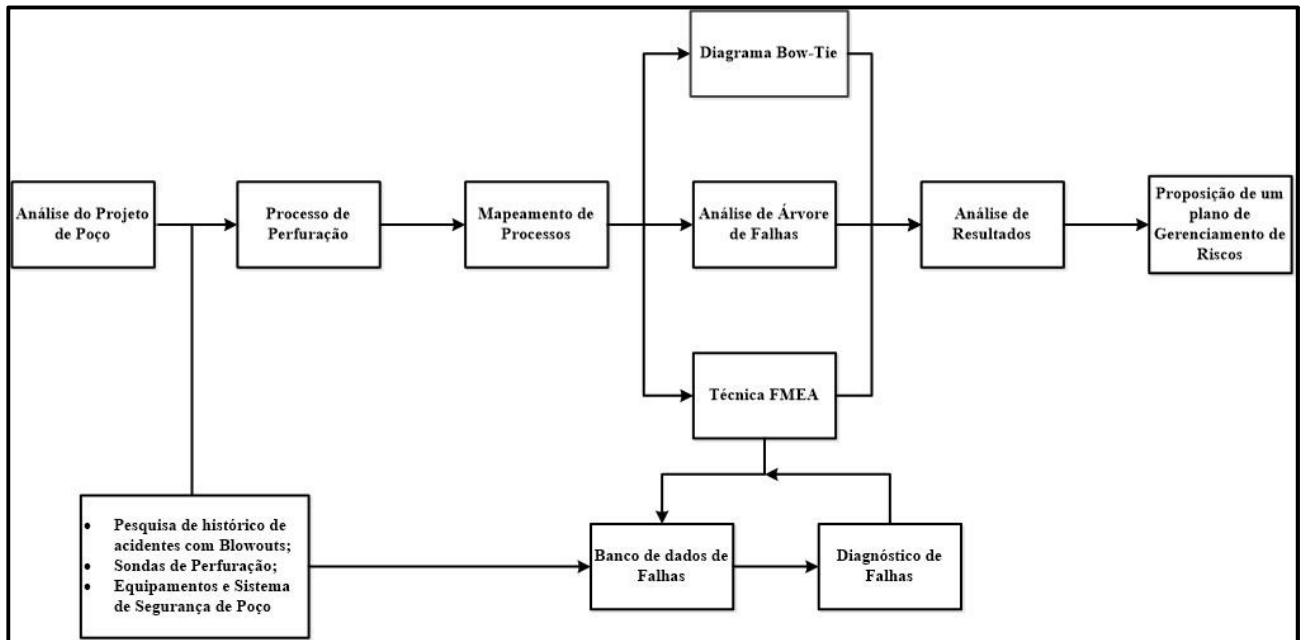 Diagrama Bow-Tie
Análise do Projeto
de Poço
Processo de
Perfuração
Mapeamento de
Processos
Análise de Árvore
de Falhas
Análise de
Resultados
Proposição de um
plano de
Gerenciamento de
Riscos
Técnica FMEA
• Pesquisa de histórico de
acidentes com Blowouts;
• Sondas de Perfuração;
• Equipamentos e Sistema
de Segurança de Poço
Banco de dados de
Falhas
Diagnóstico de
Falhas